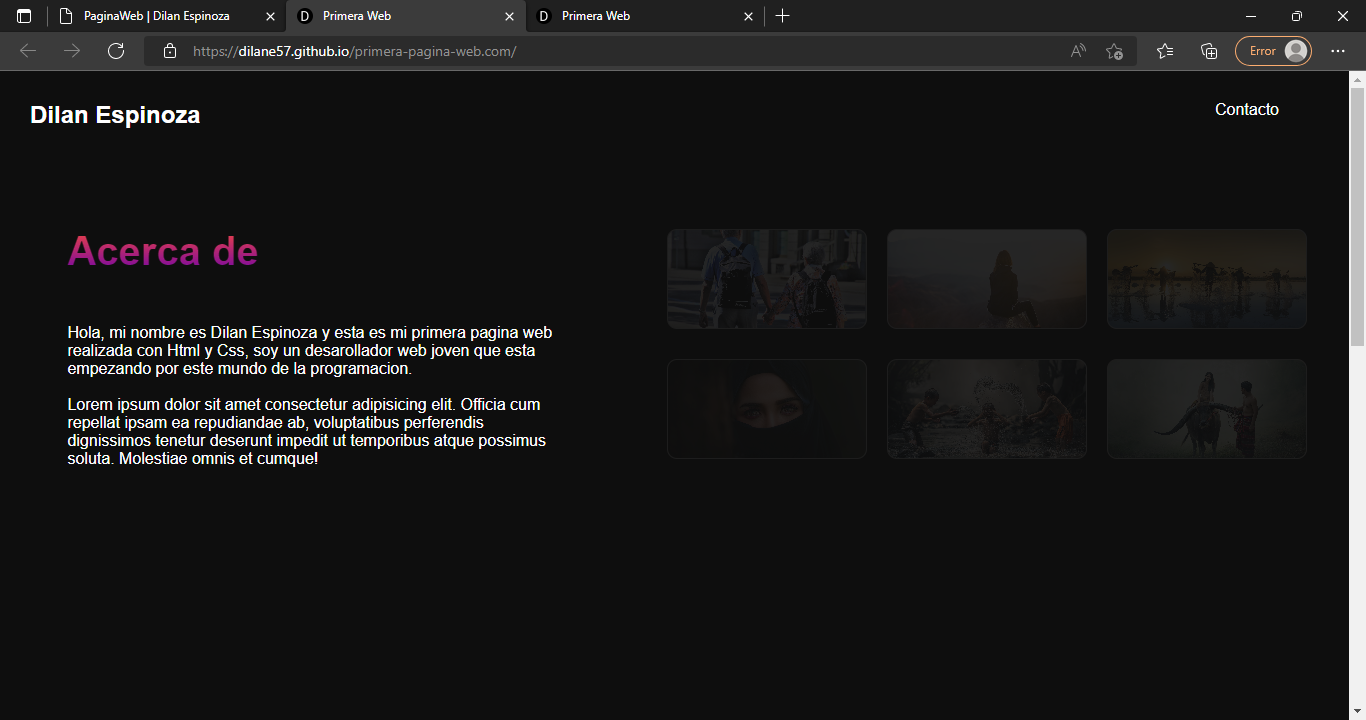 PaginaWeb | Dilan Espinoza
Primera Web
Primera Web
https://dilane57.github.io/primera-pagina-web.com/
Error
Dilan Espinoza
Contacto
Acerca de
Hola, mi nombre es Dilan Espinoza y esta es mi primera pagina web
realizada con Html y Css, soy un desarollador web joven que esta
empezando por este mundo de la programacion.
Lorem ipsum dolor sit amet consectetur adipisicing elit. Officia cum
repellat ipsam ea repudiandae ab, voluptatibus perferendis
dignissimos tenetur deserunt impedit ut temporibus atque possimus
soluta. Molestiae omnis et cumque!